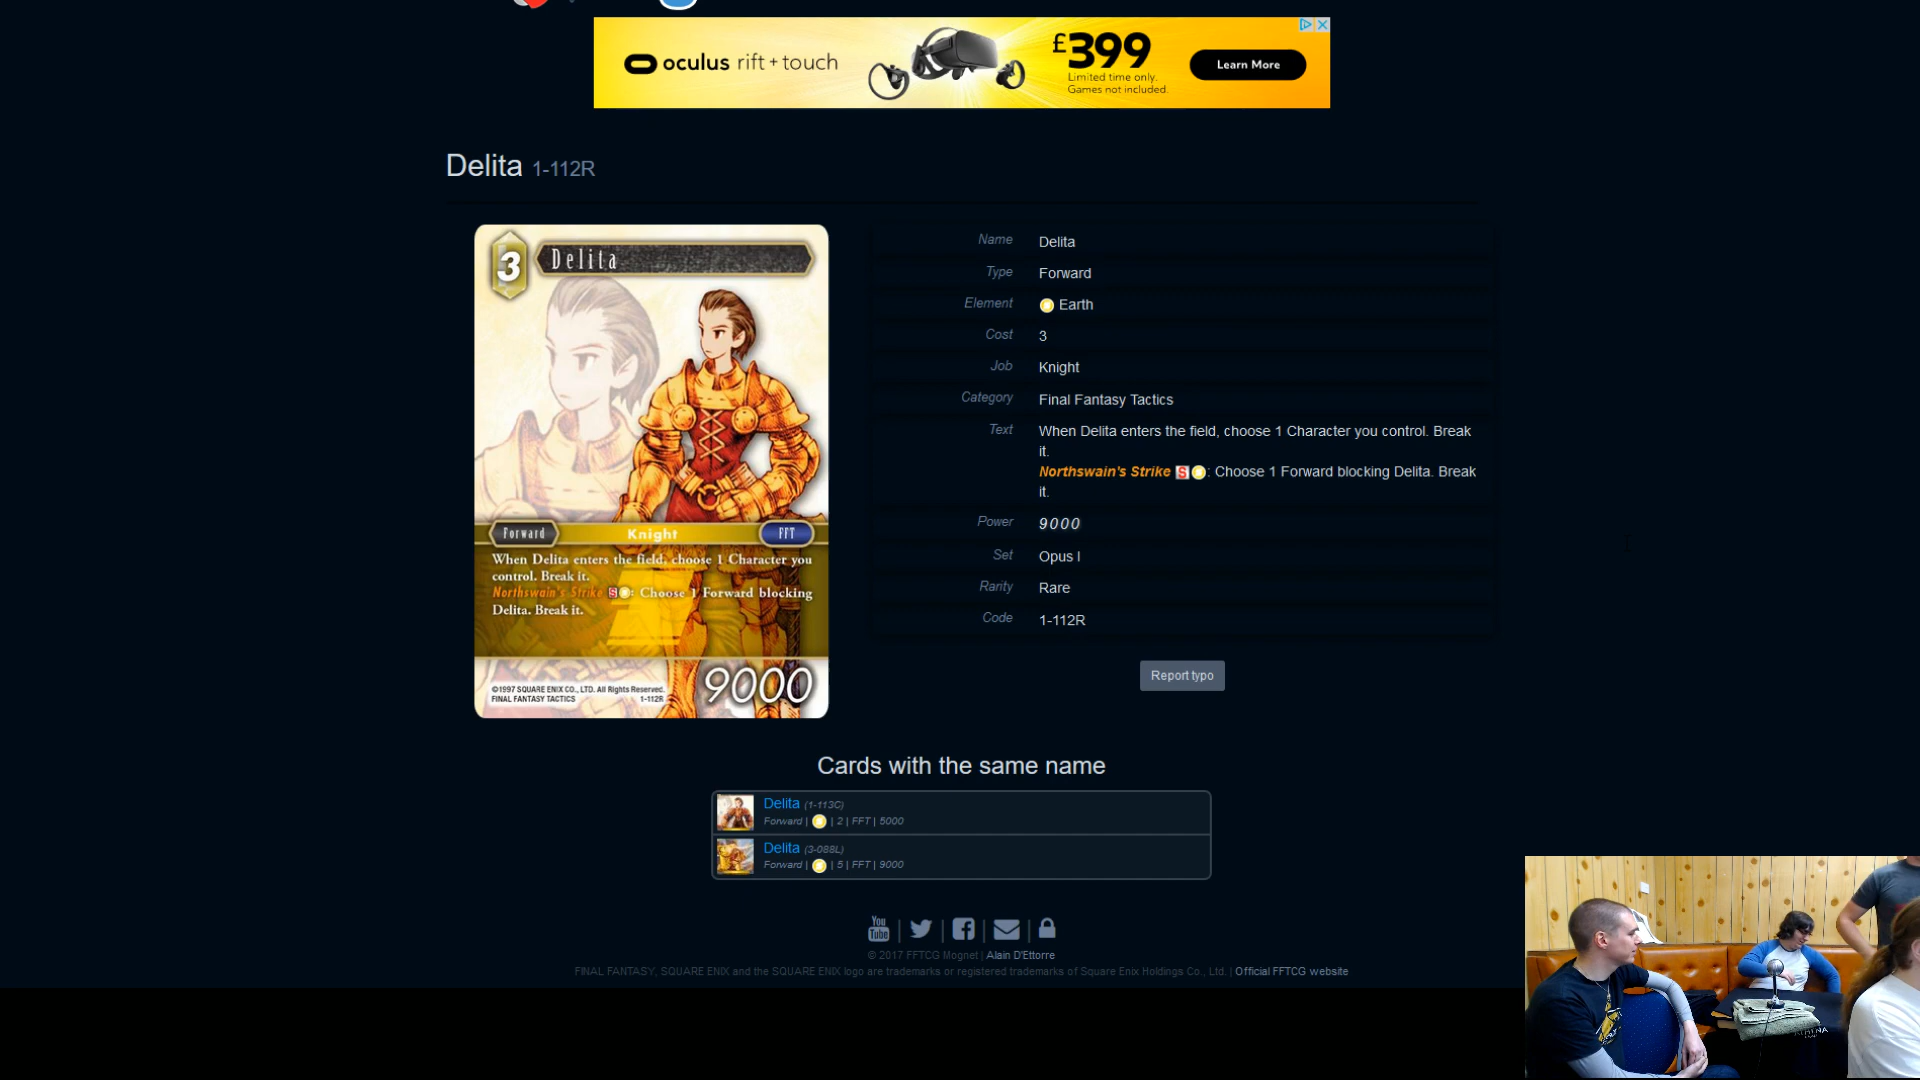 oculus rift + touch
£399
Limited time only.
Games not included.
Learn More
Delita 1-112R
3
Delita
Forward
Knight
FFT
When Delita enters the field, choose 1 Character you
control. Break it.
Northswain's Strike S : Choose 1 Forward blocking
Delita. Break it.
©1997 SQUARE ENIX CO., LTD. All Rights Reserved.
FINAL FANTASY TACTICS 1-112R
9000
Name Delita
Type Forward
Element Earth
Cost 3
Job Knight
Category Final Fantasy Tactics
Text When Delita enters the field, choose 1 Character you control. Break
it.
Northswain's Strike S : Choose 1 Forward blocking Delita. Break
it.
Power 9000
Set Opus I
Rarity Rare
Code 1-112R
Report typo
Cards with the same name
Delita (1-113C)
Forward | | 2 | FFT | 5000
Delita (3-088L)
Forward | | 5 | FFT | 9000
You
Tube
© 2017 FFTCG Mognet | Alain D'Ettorre
FINAL FANTASY, SQUARE ENIX and the SQUARE ENIX logo are trademarks or registered trademarks of Square Enix Holdings Co., Ltd. | Official FFTCG website